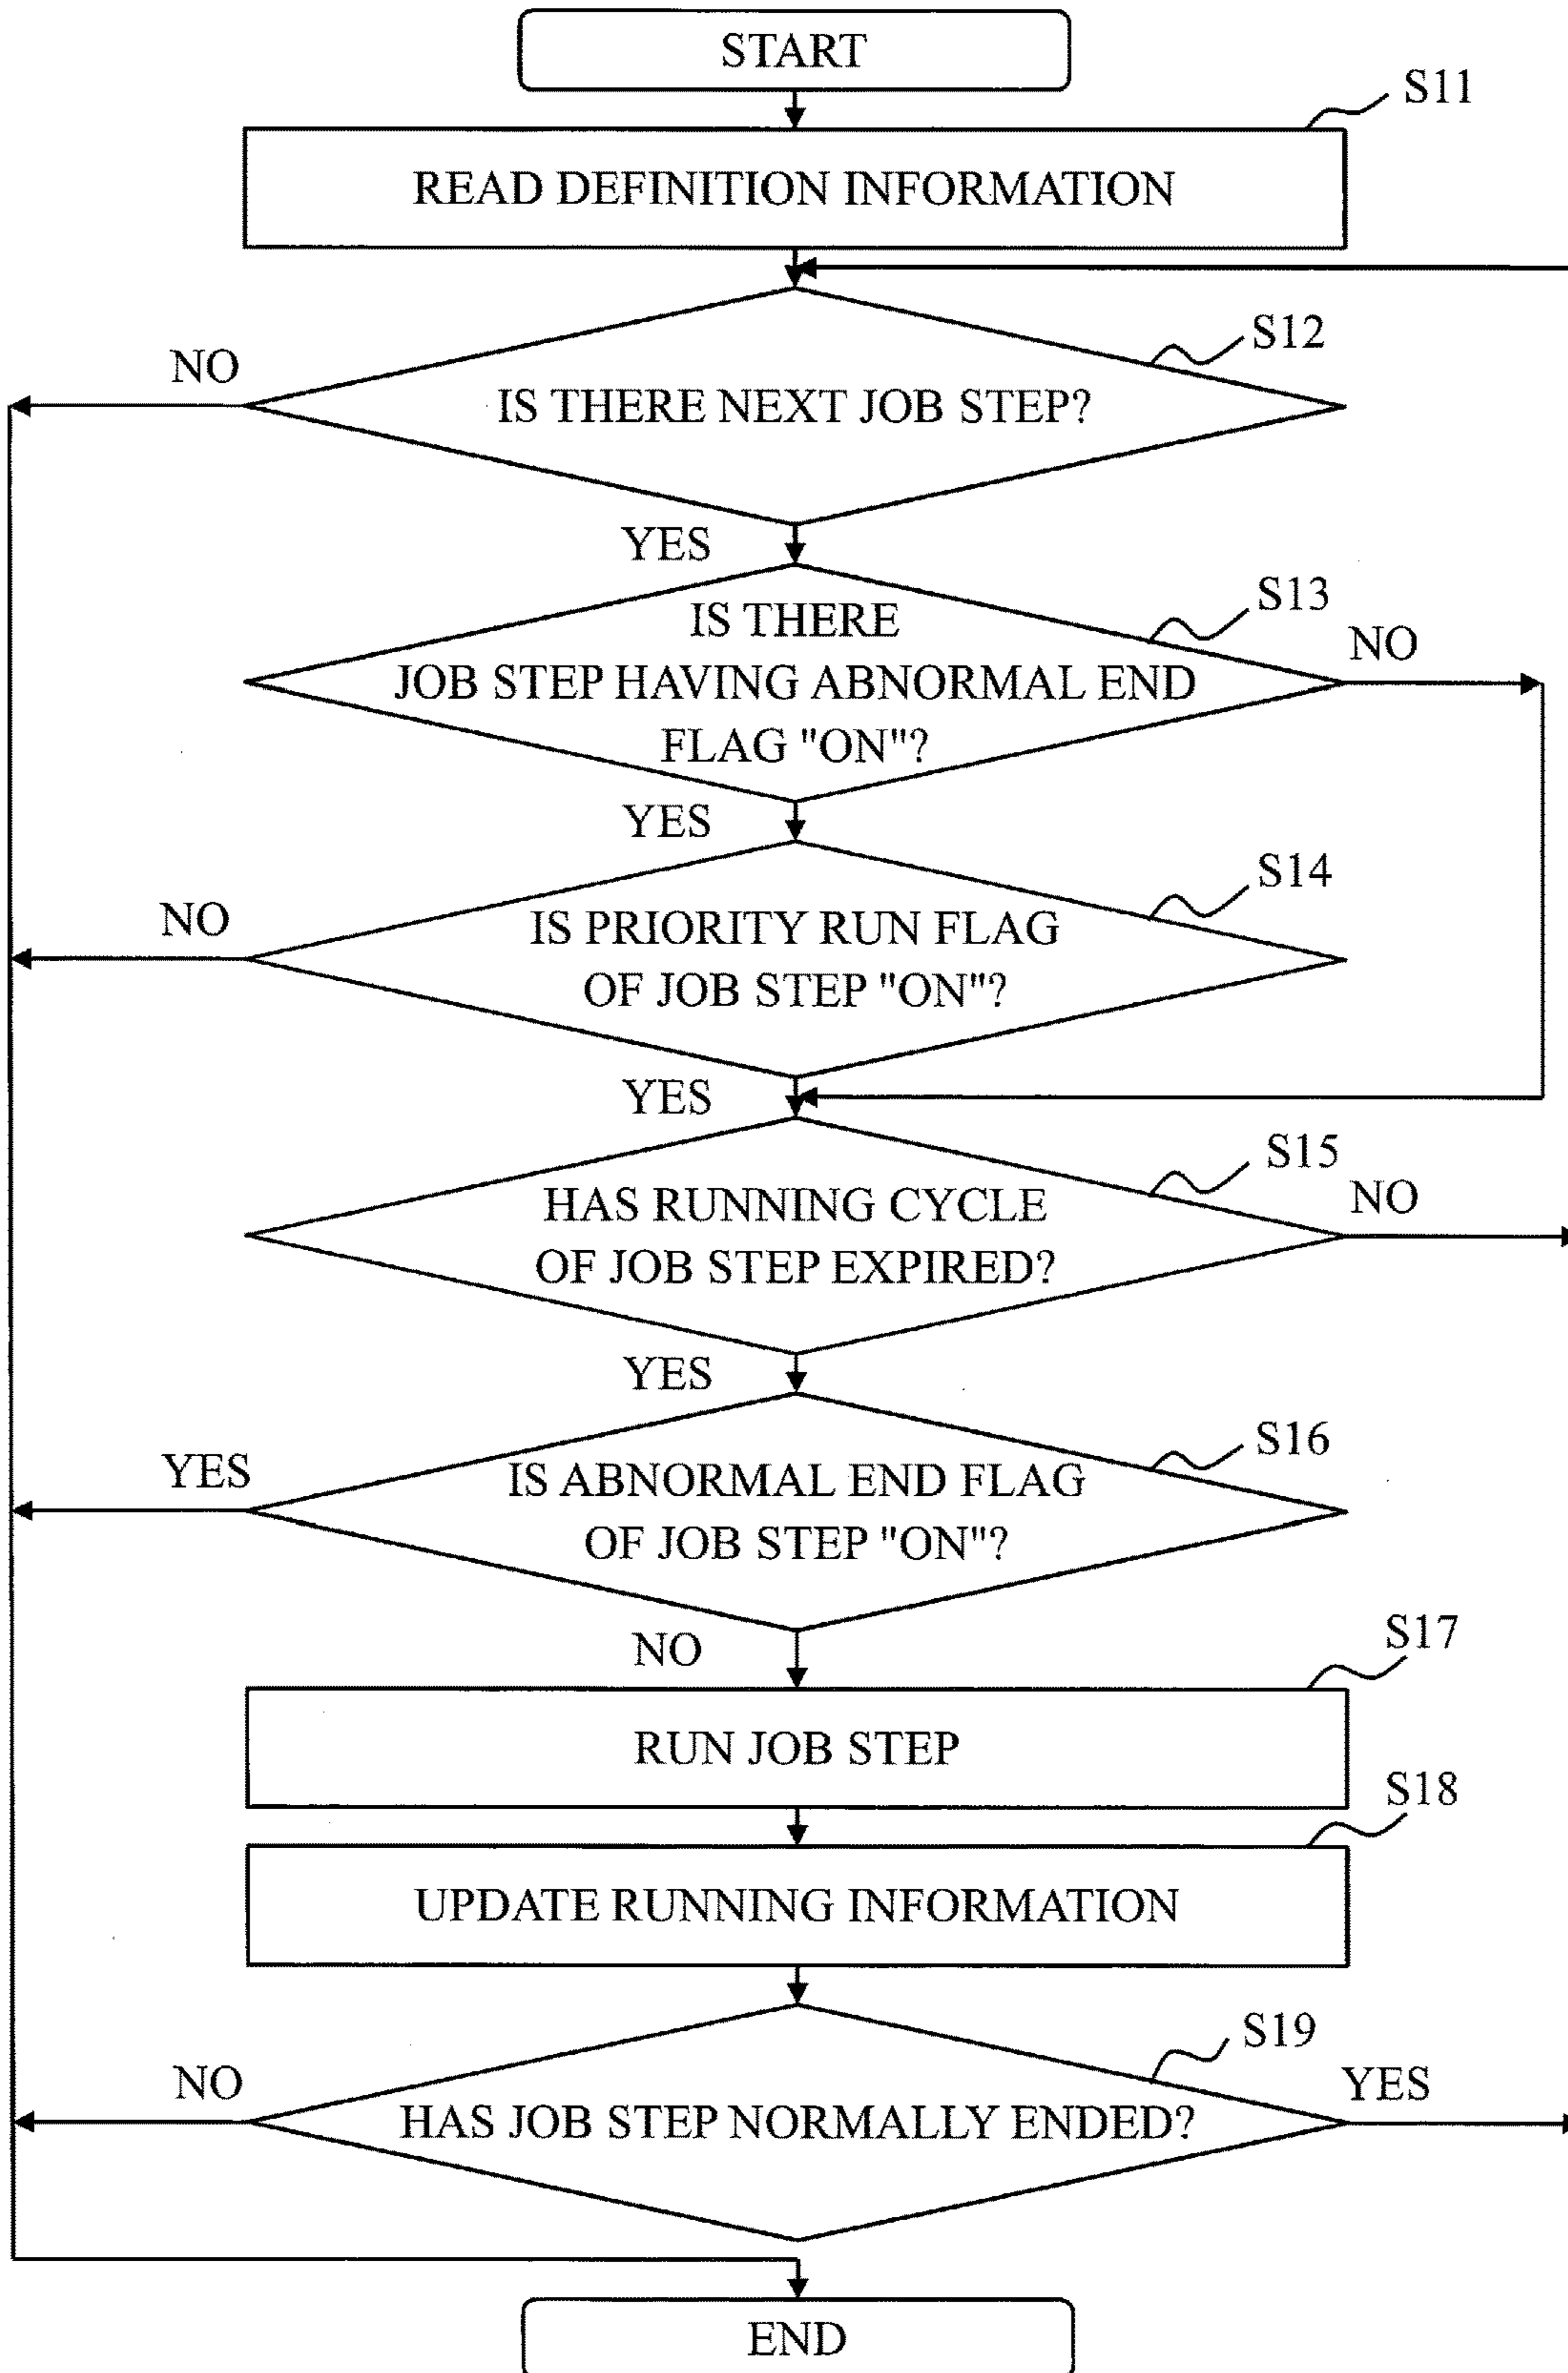 START
S11
READ DEFINITION INFORMATION
S12
NO
IS THERE NEXT JOB STEP?
YES
S13
IS THERE
NO
JOB STEP HAVING ABNORMAL END
FLAG "ON"?
YES
S14
NO
IS PRIORITY RUN FLAG
OF JOB STEP "ON"?
YES
S15
NO
HAS RUNNING CYCLE
OF JOB STEP EXPIRED?
YES
S16
YES
IS ABNORMAL END FLAG
OF JOB STEP "ON"?
NO
S17
RUN JOB STEP
S18
UPDATE RUNNING INFORMATION
S19
NO
YES
HAS JOB STEP NORMALLY ENDED?
END